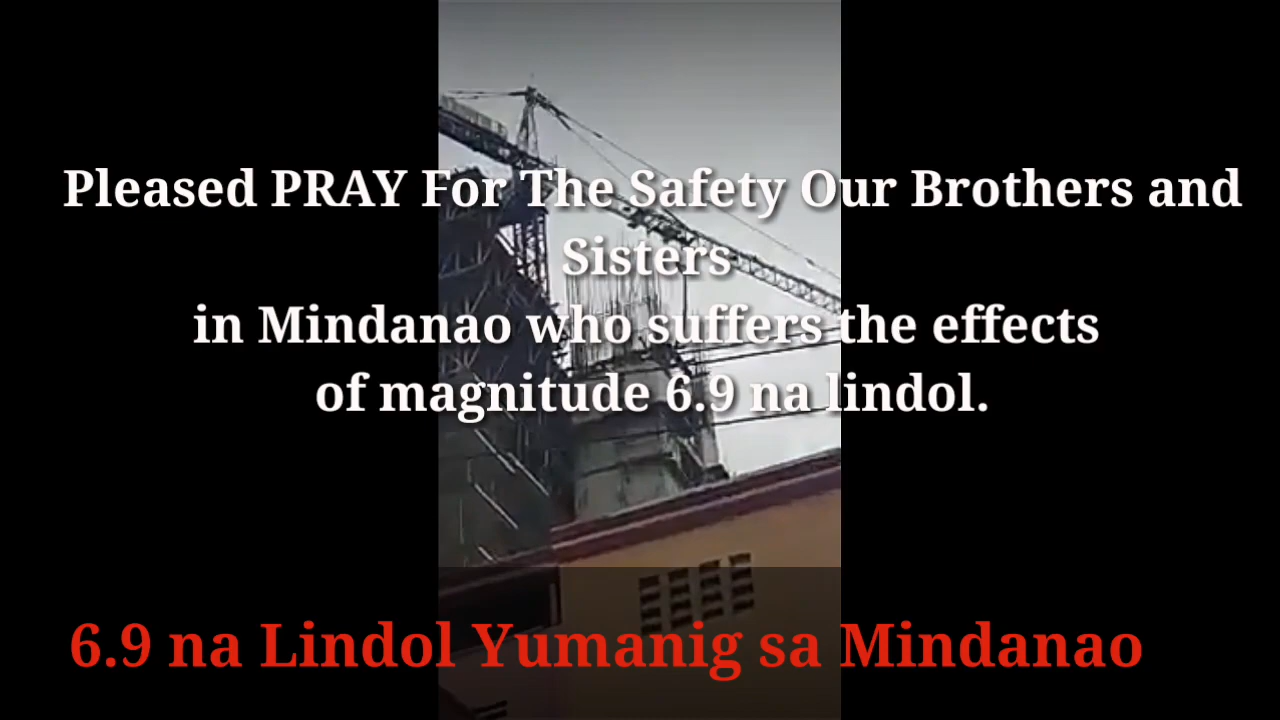 Pleased PRAY For The Safety Our Brothers and
Sisters
in Mindanao who suffers the effects
of magnitude 6.9 na lindol.
6.9 na Lindol Yumanig sa Mindanao